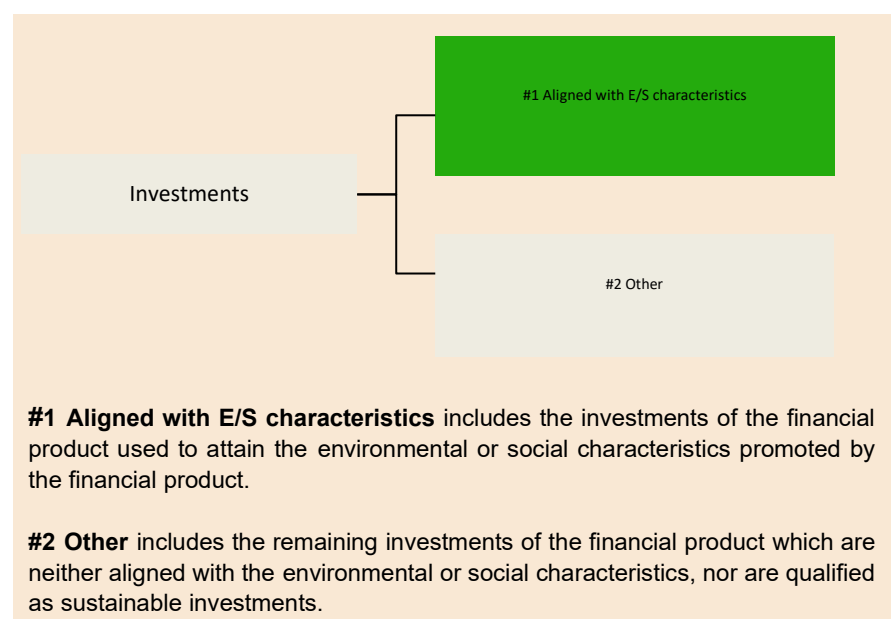 #1 Aligned with E/S characteristics
Investments
#2 Other
#1 Aligned with E/S characteristics includes the investments of the financial
product used to attain the environmental or social characteristics promoted by
the financial product.
#2 Other includes the remaining investments of the financial product which are
neither aligned with the environmental or social characteristics, nor are qualified
as sustainable investments.